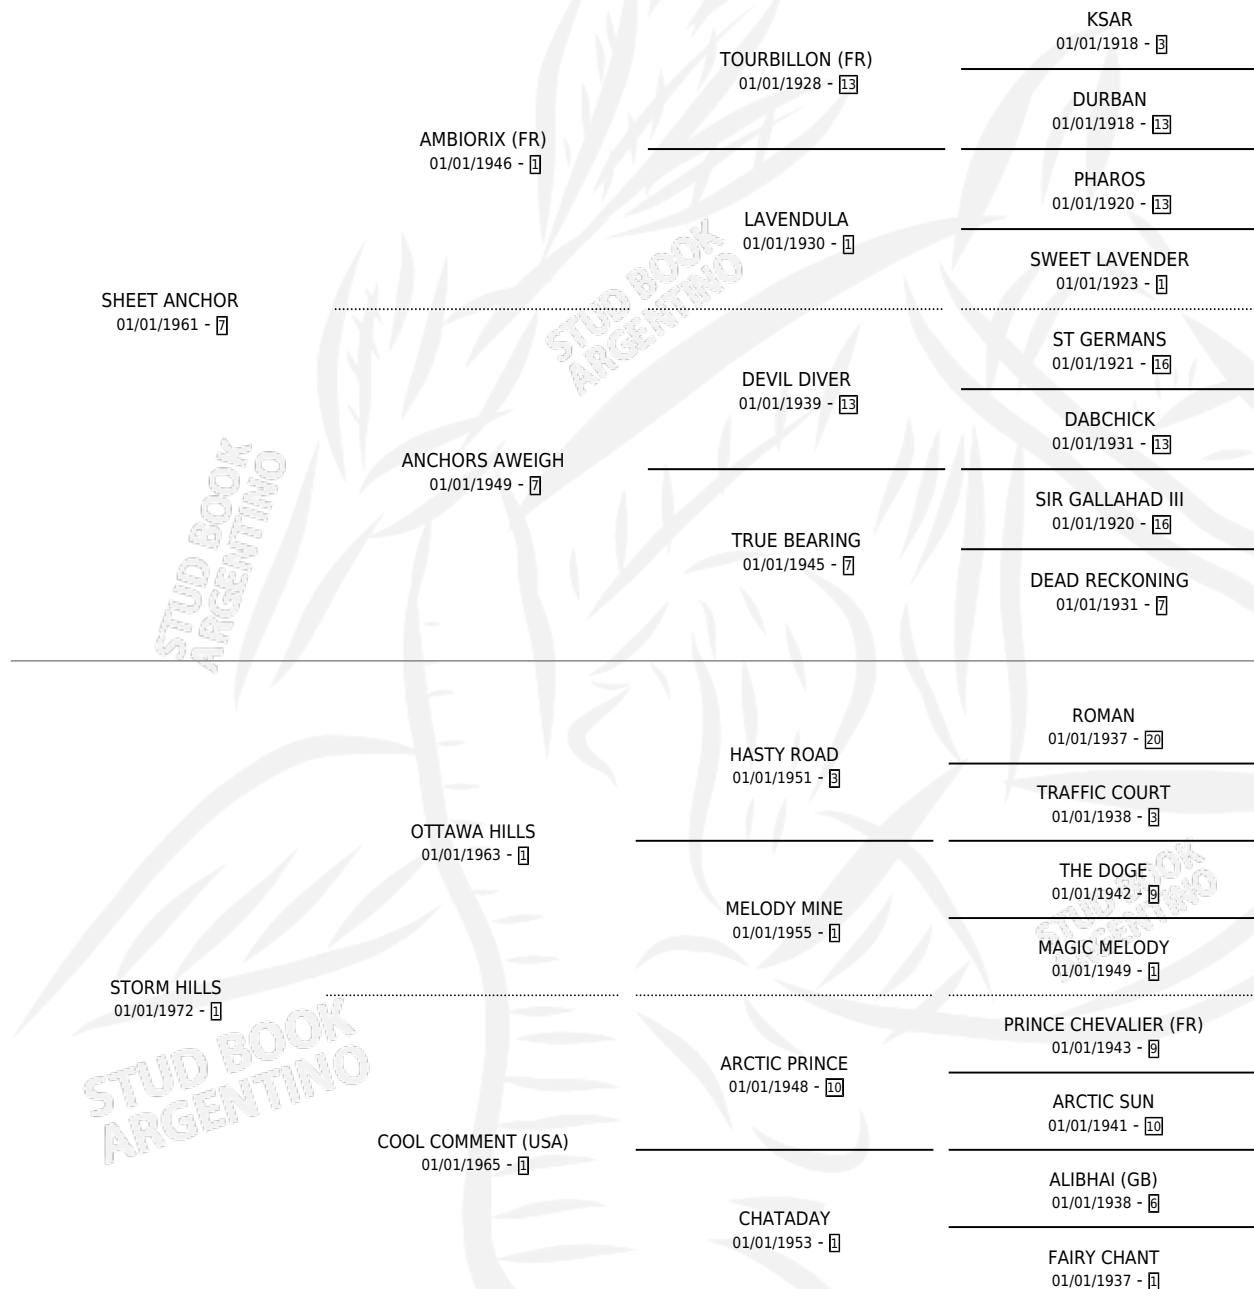 KSAR
01/01/1918 - 3
TOURBILLON (FR)
01/01/1928 - 13
DURBAN
01/01/1918 - 13
AMBIORIX (FR)
01/01/1946 - 1
PHAROS
01/01/1920 - 13
LAVENDULA
01/01/1930 - 1
SWEET LAVENDER
01/01/1923 - 1
SHEET ANCHOR
01/01/1961 - 7
STUD BOOK
ARGENTINO
ST GERMANS
01/01/1921 - 16
DEVIL DIVER
01/01/1939 - 13
DABCHICK
01/01/1931 - 13
ANCHORS AWEIGH
01/01/1949 - 7
SIR GALLAHAD III
01/01/1920 - 16
TRUE BEARING
01/01/1945 - 7
DEAD RECKONING
01/01/1931 - 7
STUD BOOK
ARGENTINO
ROMAN
01/01/1937 - 20
HASTY ROAD
01/01/1951 - 3
TRAFFIC COURT
01/01/1938 - 3
OTTAWA HILLS
01/01/1963 - 1
THE DOGE
01/01/1942 - 9
MELODY MINE
01/01/1955 - 1
MAGIC MELODY
01/01/1949 - 1
STUD BOOK
ARGENTINO
STORM HILLS
01/01/1972 - 1
PRINCE CHEVALIER (FR)
01/01/1943 - 9
ARCTIC PRINCE
01/01/1948 - 10
ARCTIC SUN
01/01/1941 - 10
STUD BOOK
ARGENTINO
COOL COMMENT (USA)
01/01/1965 - 1
ALIBHAI (GB)
01/01/1938 - 6
CHATADAY
01/01/1953 - 1
FAIRY CHANT
01/01/1937 - 1